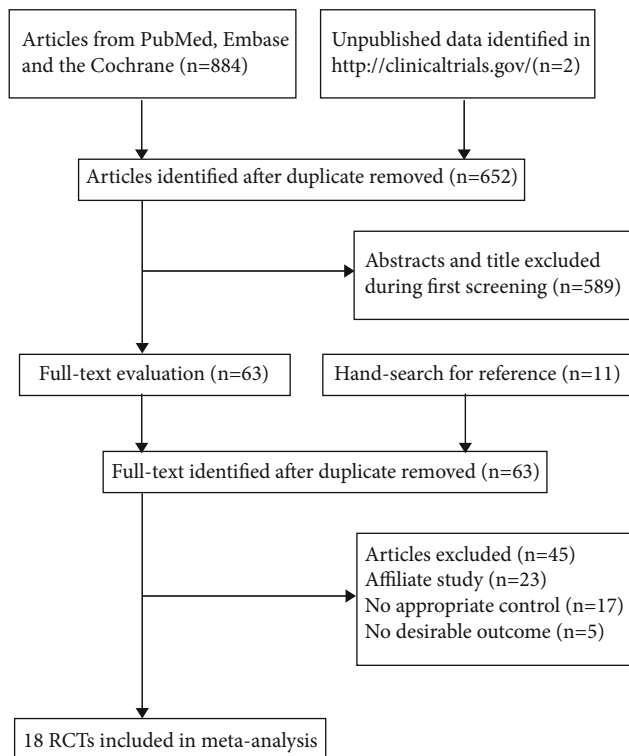 Articles from PubMed, Embase
and the Cochrane (n=884)
Unpublished data identified in
http://clinicaltrials.gov/(n=2)
Articles identified after duplicate removed (n=652)
Abstracts and title excluded
during first screening (n=589)
Full-text evaluation (n=63)
Hand-search for reference (n=11)
Full-text identified after duplicate removed (n=63)
Articles excluded (n=45)
Affiliate study (n=23)
No appropriate control (n=17)
No desirable outcome (n=5)
18 RCTs included in meta-analysis